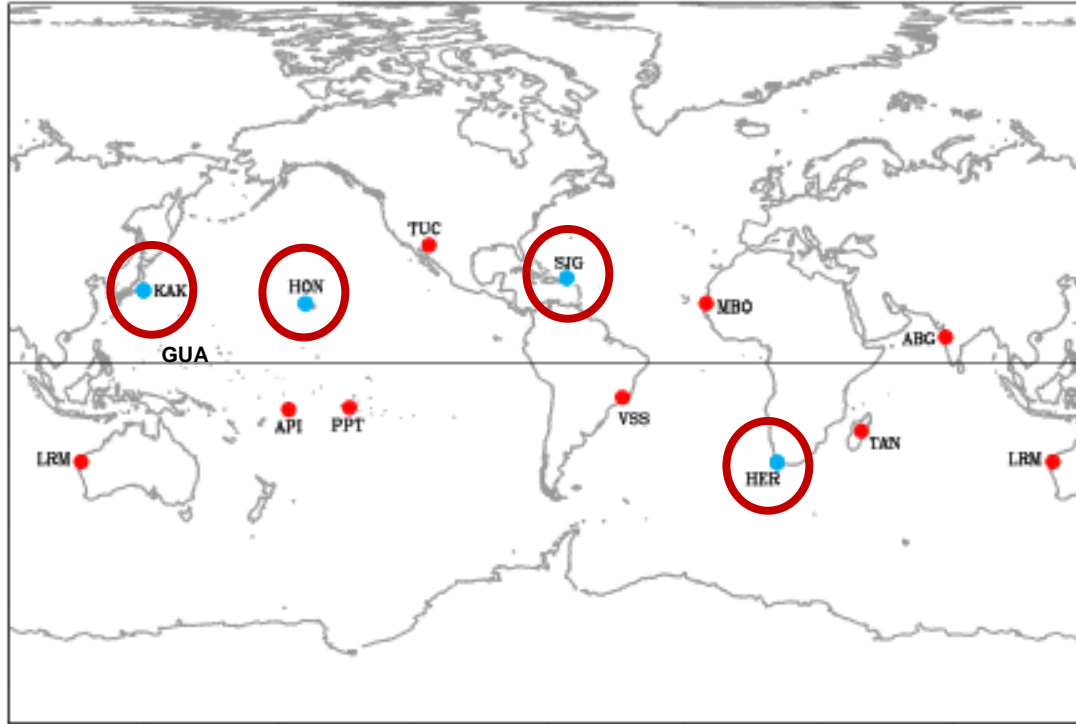 TUC
SJG
KAK
HON
MBO
ABG
GUA
API
PPT
VSS
TAN
LRM
HER
LRM